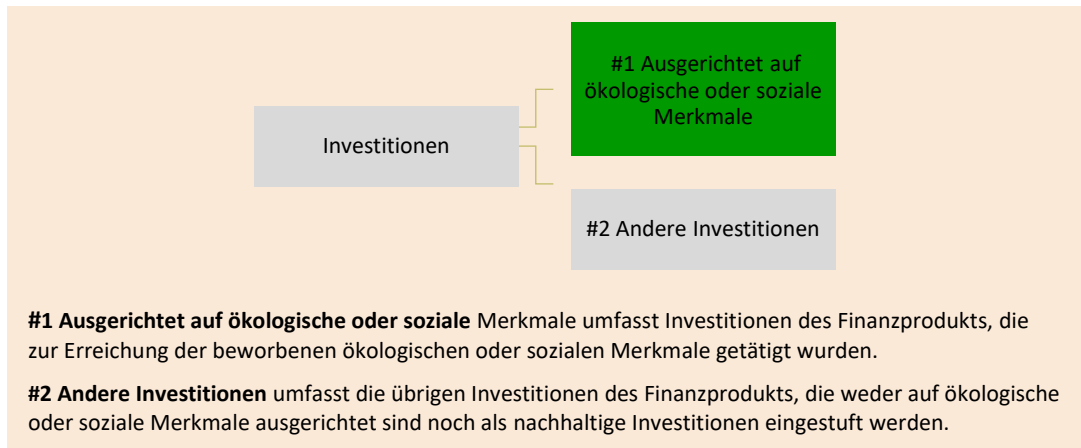 #1 Ausgerichtet auf
ökologische oder soziale
Merkmale
Investitionen
#2 Andere Investitionen
#1 Ausgerichtet auf ökologische oder soziale Merkmale umfasst Investitionen des Finanzprodukts, die
zur Erreichung der beworbenen ökologischen oder sozialen Merkmale getätigt wurden.
#2 Andere Investitionen umfasst die übrigen Investitionen des Finanzprodukts, die weder auf ökologische
oder soziale Merkmale ausgerichtet sind noch als nachhaltige Investitionen eingestuft werden.